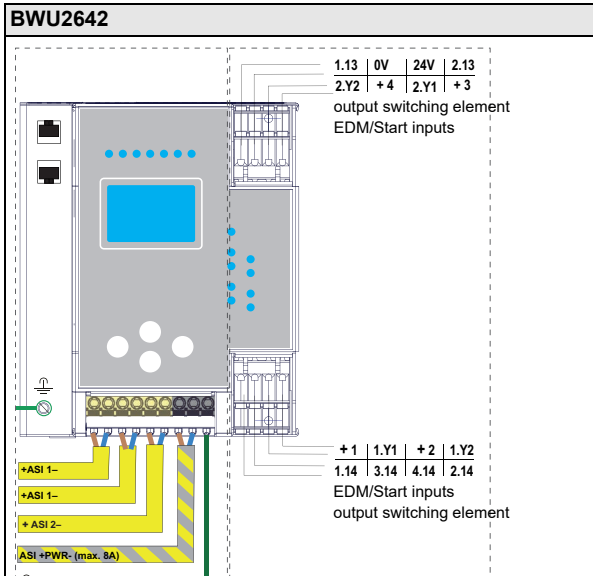 BWU2642
1.13 0V 24V 2.13
2.Y2 + 4 2.Y1 + 3
output switching element
EDM/Start inputs
+ 1 1.Y1 + 2 1.Y2
1.14 3.14 4.14 2.14
EDM/Start inputs
output switching element
+ASI 1–
+ASI 1–
+ ASI 2–
ASI +PWR- (max. 8A)